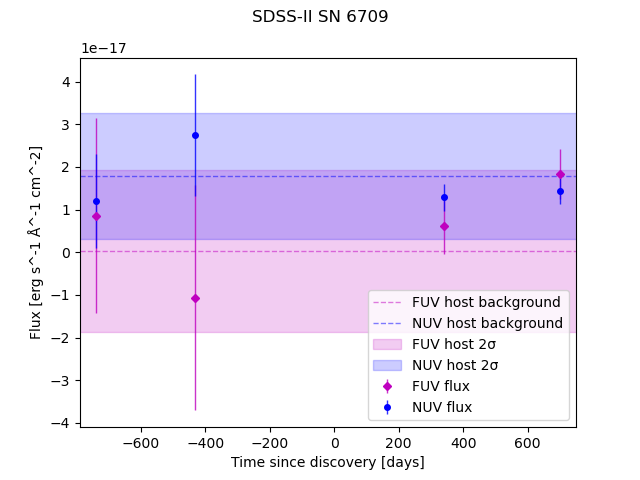 SDSS-II SN 6709
1e−17
4
3
2
1
0
−1
−2
−3
−4
Flux [erg s^-1 Å^-1 cm^-2]
−600
−400
−200
0
200
400
600
Time since discovery [days]
FUV host background
NUV host background
FUV host 2σ
NUV host 2σ
FUV flux
NUV flux